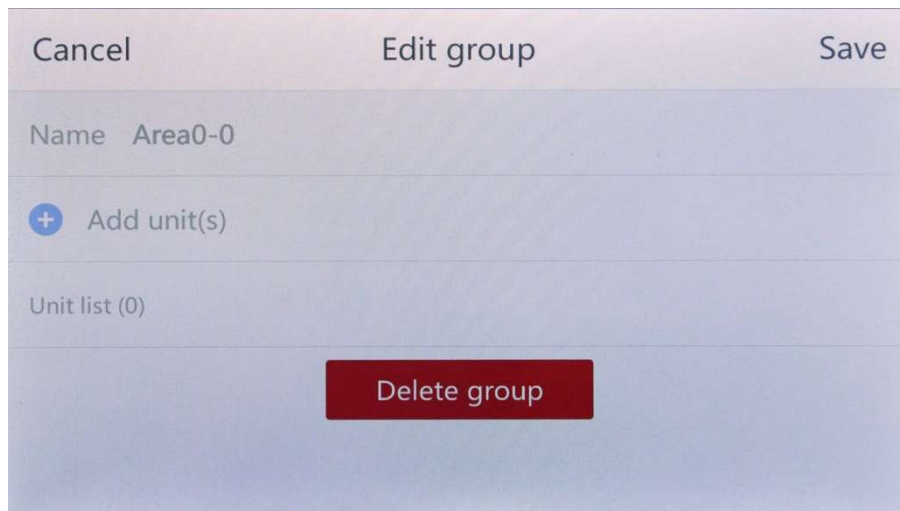 Cancel Edit group Save
Name Area0-0
Add unit(s)
Unit list (0)
Delete group